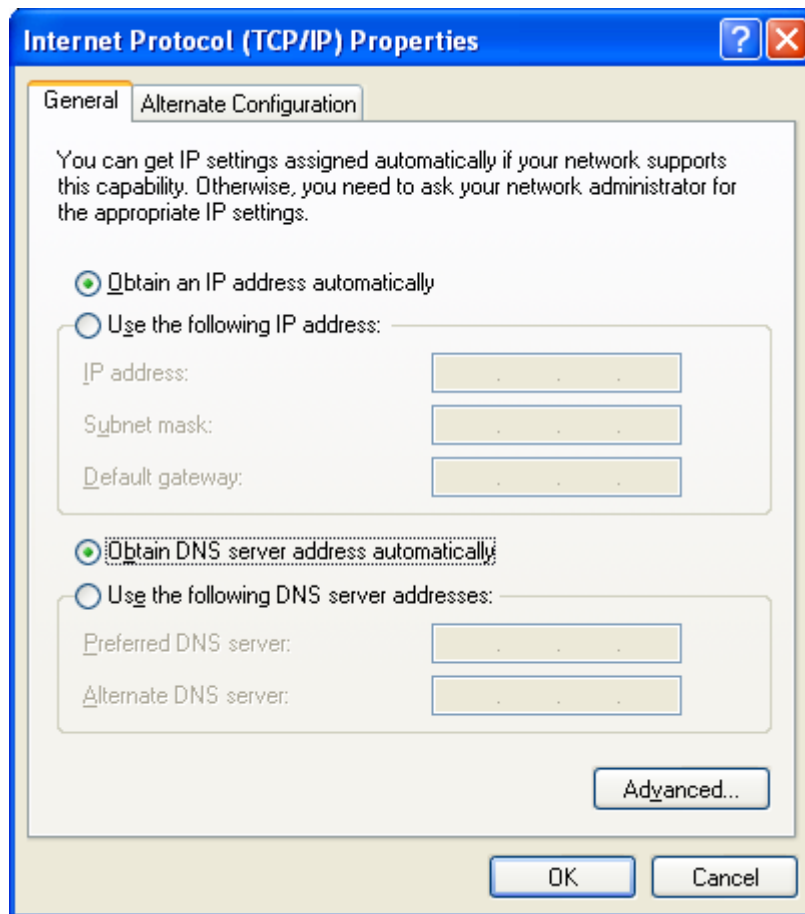 Internet Protocol (TCP/IP) Properties
General
Alternate Configuration
You can get IP settings assigned automatically if your network supports
this capability. Otherwise, you need to ask your network administrator for
the appropriate IP settings.
Obtain an IP address automatically
Use the following IP address:
IP address:
Subnet mask:
Default gateway:
Obtain DNS server address automatically
Use the following DNS server addresses:
Preferred DNS server:
Alternate DNS server:
Advanced...
OK
Cancel